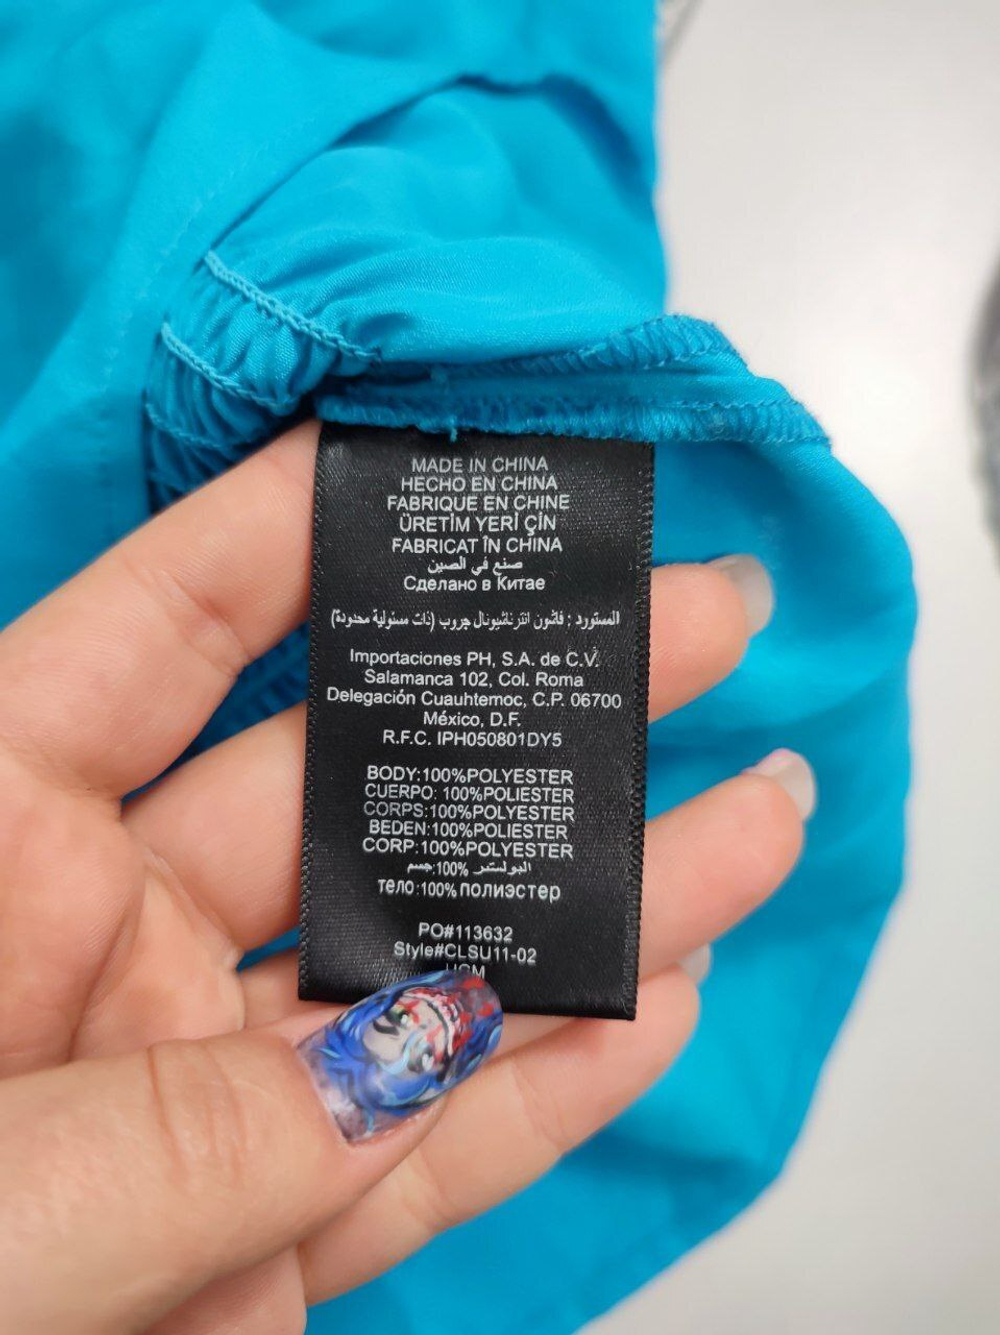 MADE IN CHINA
HECHO EN CHINA
FABRIQUE EN CHINE
ÜRETİM YERİ ÇİN
FABRICAT ÎN CHINA
صنع في الصين
Сделано в Китае
المستورد : فاشون انترناشيونال جروب (ذات مسئولية محدودة)
Importaciones PH, S.A. de C.V.
Salamanca 102, Col. Roma
Delegación Cuauhtemoc, C.P. 06700
México, D.F.
R.F.C. IPH050801DY5
BODY:100%POLYESTER
CUERPO: 100%POLIESTER
CORPS:100%POLYESTER
BEDEN:100%POLIESTER
CORP:100%POLYESTER
البوليستر 100%:جسم
тело:100%полиэстер
PO#113632
Style#CLSU11-02